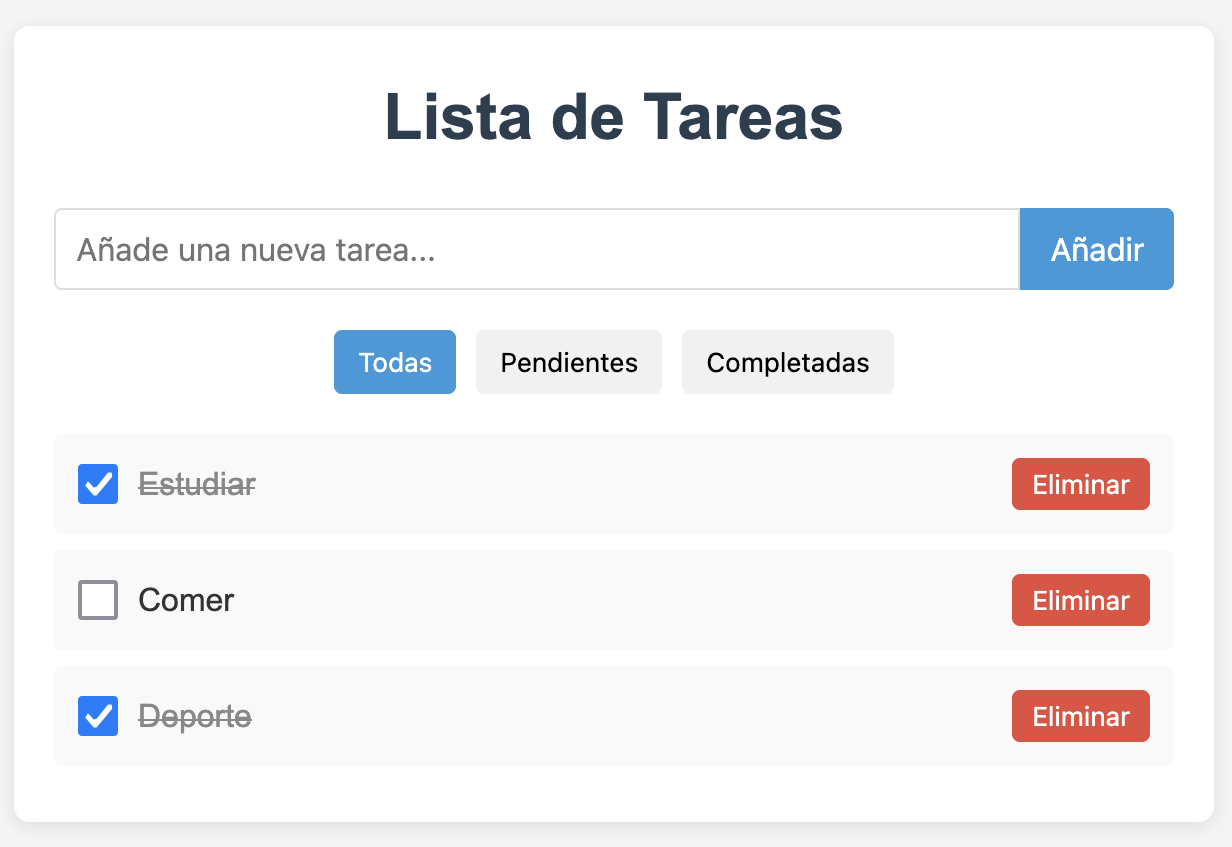 Lista de Tareas
Añade una nueva tarea...
Añadir
Todas
Pendientes
Completadas
Estudiar
Eliminar
Comer
Eliminar
Deporte
Eliminar